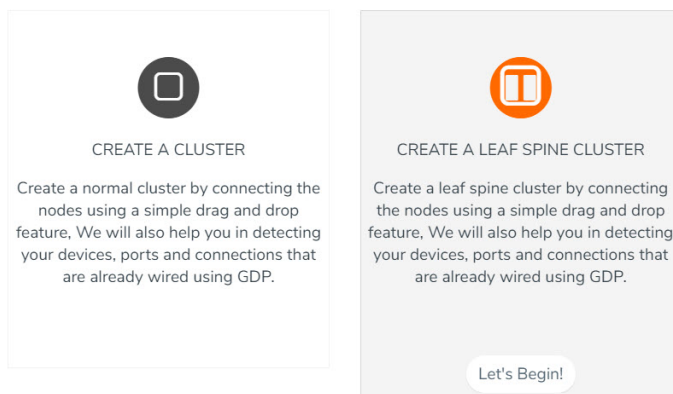 CREATE A CLUSTER
Create a normal cluster by connecting the
nodes using a simple drag and drop
feature, We will also help you in detecting
your devices, ports and connections that
are already wired using GDP.
CREATE A LEAF SPINE CLUSTER
Create a leaf spine cluster by connecting
the nodes using a simple drag and drop
feature, We will also help you in detecting
your devices, ports and connections that
are already wired using GDP.
Let's Begin!